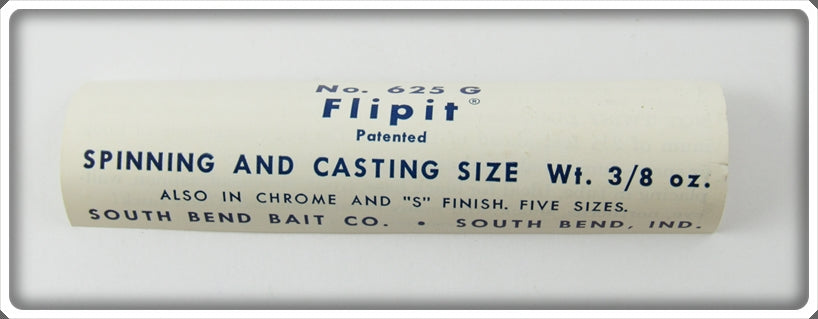 No. 625 G
Flipit®
Patented
SPINNING AND CASTING SIZE Wt. 3/8 oz.
ALSO IN CHROME AND "S" FINISH. FIVE SIZES.
SOUTH BEND BAIT CO. • SOUTH BEND, IND.